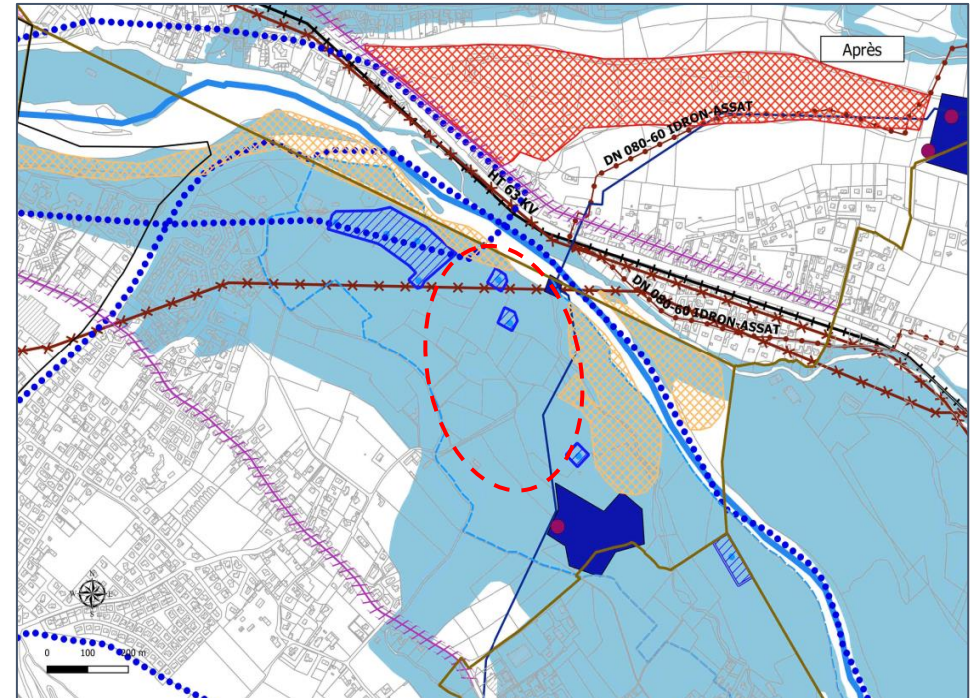 Après
DN 080-60 IDRON-ASSAT
HT 63 KV
DN 080-60 IDRON-ASSAT
N
0 100 200 m